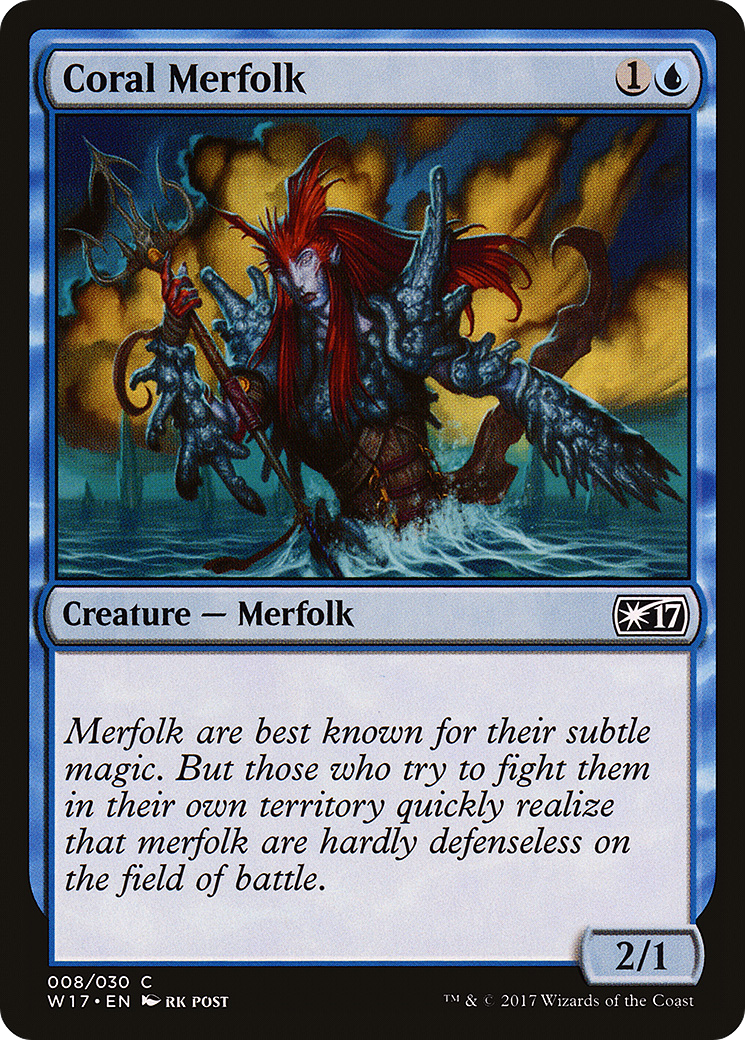 Coral Merfolk 1
Creature — Merfolk 17
Merfolk are best known for their subtle
magic. But those who try to fight them
in their own territory quickly realize
that merfolk are hardly defenseless on
the field of battle.
2/1
008/030 C
W17 • EN RK POST
™ & © 2017 Wizards of the Coast